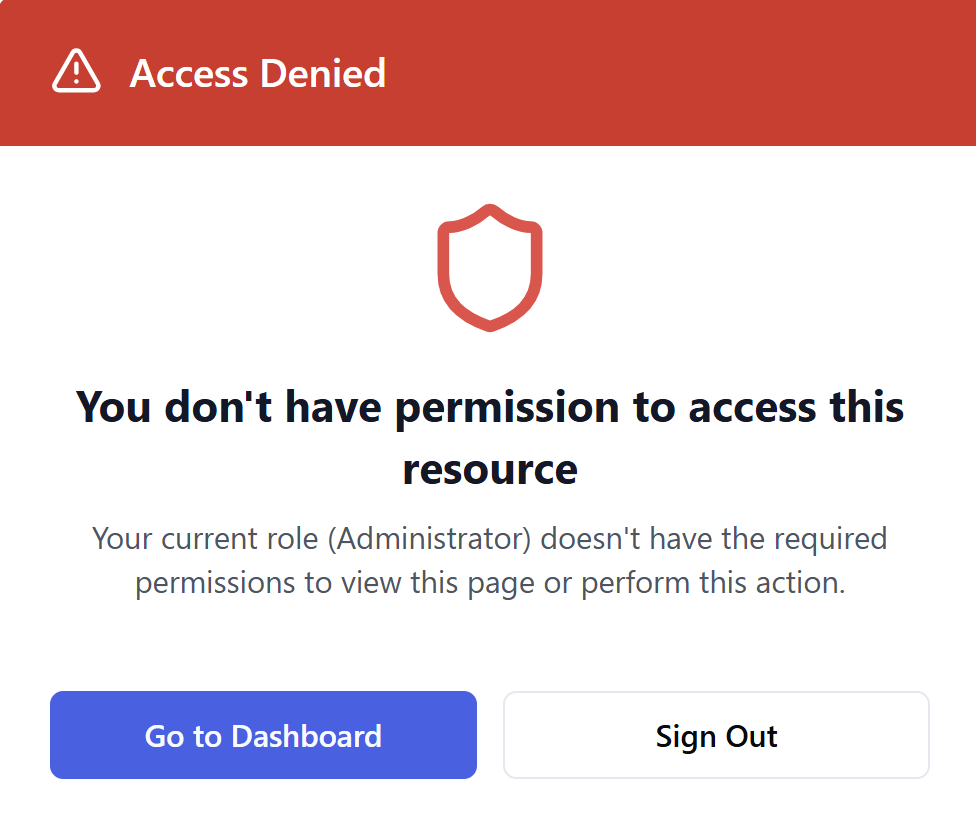 Access Denied
You don't have permission to access this
resource
Your current role (Administrator) doesn't have the required
permissions to view this page or perform this action.
Go to Dashboard
Sign Out